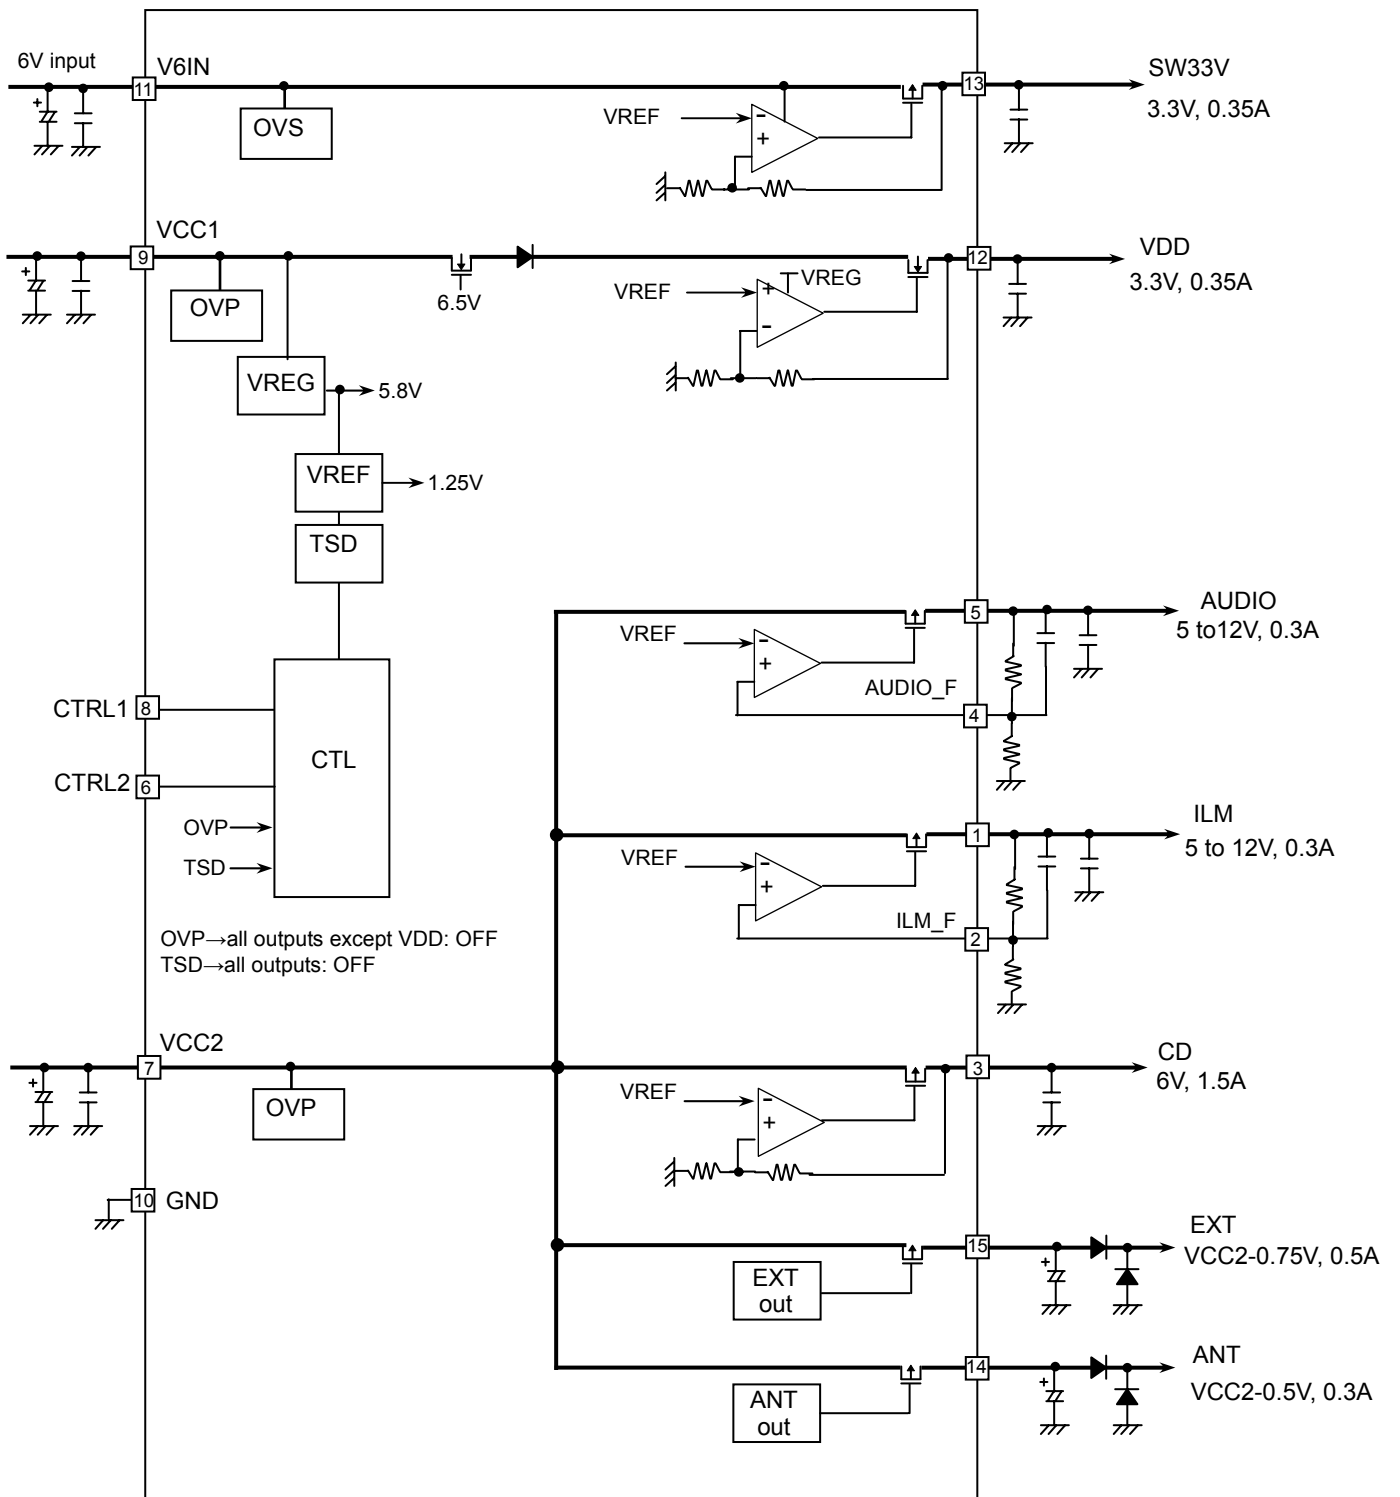 6V input
V6IN
11
OVS
VREF
-
+
13
SW33V
3.3V, 0.35A
+
VCC1
9
OVP
6.5V
VREF
+
-
VREG
12
VDD
3.3V, 0.35A
+
VREG
5.8V
VREF
1.25V
TSD
CTL
CTRL1
8
CTRL2
6
OVP
TSD
OVP→all outputs except VDD: OFF
TSD→all outputs: OFF
VREF
-
+
5
AUDIO
5 to12V, 0.3A
AUDIO_F
4
VREF
-
+
1
ILM
5 to 12V, 0.3A
ILM_F
2
VCC2
7
+
OVP
VREF
-
+
3
CD
6V, 1.5A
10
GND
EXT
out
15
+
EXT
VCC2-0.75V, 0.5A
ANT
out
14
+
ANT
VCC2-0.5V, 0.3A